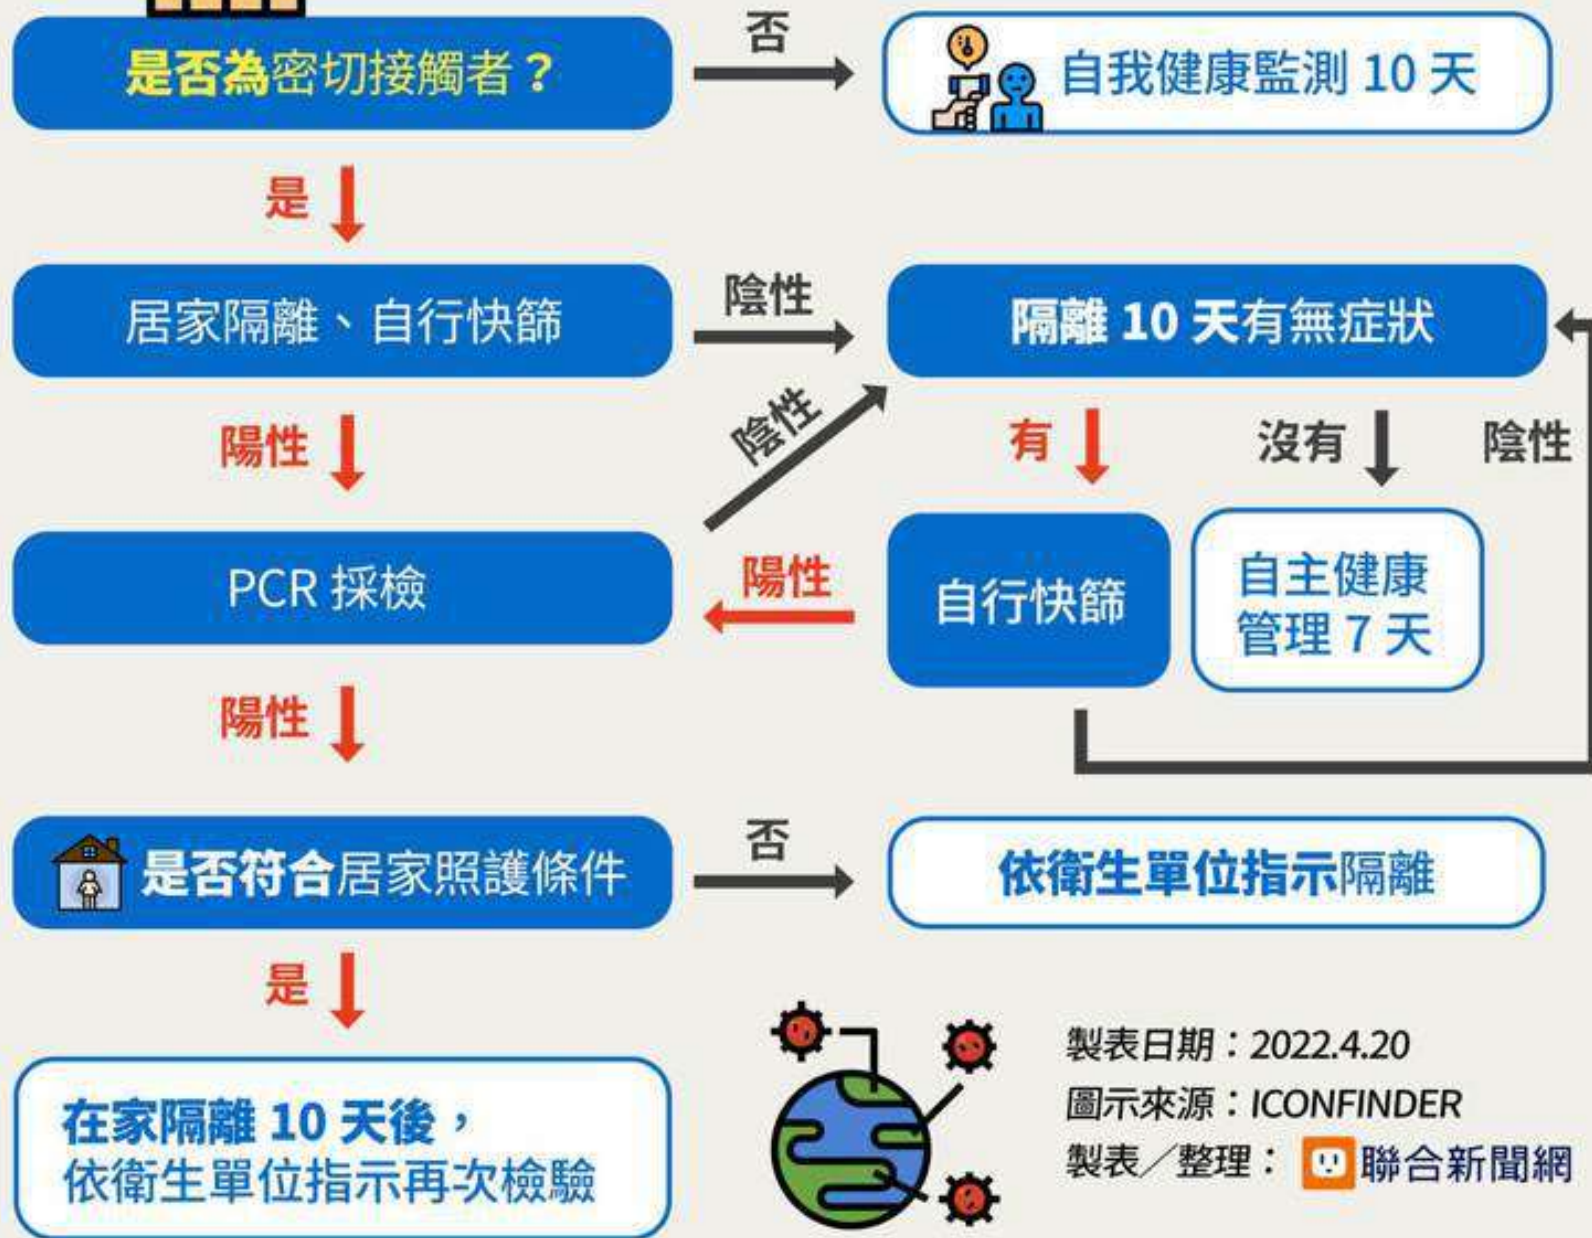 是否為密切接觸者？
否
自我健康監測 10 天
是
居家隔離、自行快篩
陰性
隔離 10 天有無症狀
陽性
陰性
有
沒有
陰性
PCR 採檢
陽性
自行快篩
自主健康
管理 7 天
陽性
是否符合居家照護條件
否
依衛生單位指示隔離
是
在家隔離 10 天後，
依衛生單位指示再次檢驗
製表日期：2022.4.20
圖示來源：ICONFINDER
製表／整理：聯合新聞網